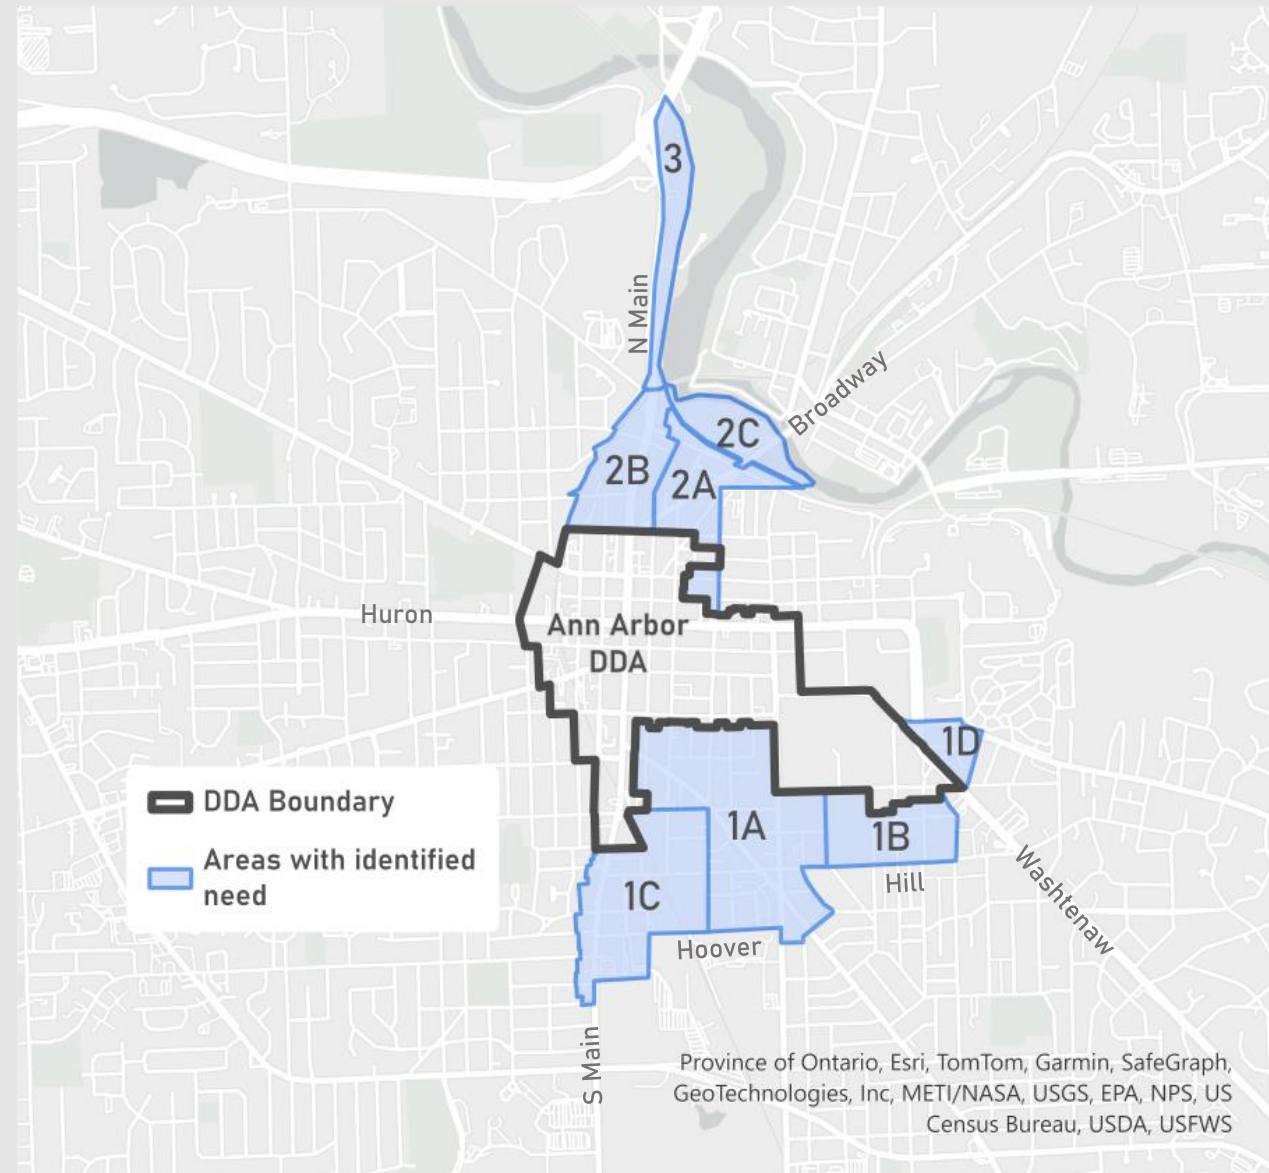 3
N Main
Broadway
2C
2B
2A
Huron
Ann Arbor
DDA
1D
DDA Boundary
Areas with identified
need
1A
1B
1C
Hill
Washtenaw
Hoover
S Main
Province of Ontario, Esri, TomTom, Garmin, SafeGraph,
GeoTechnologies, Inc, METI/NASA, USGS, EPA, NPS, US
Census Bureau, USDA, USFWS